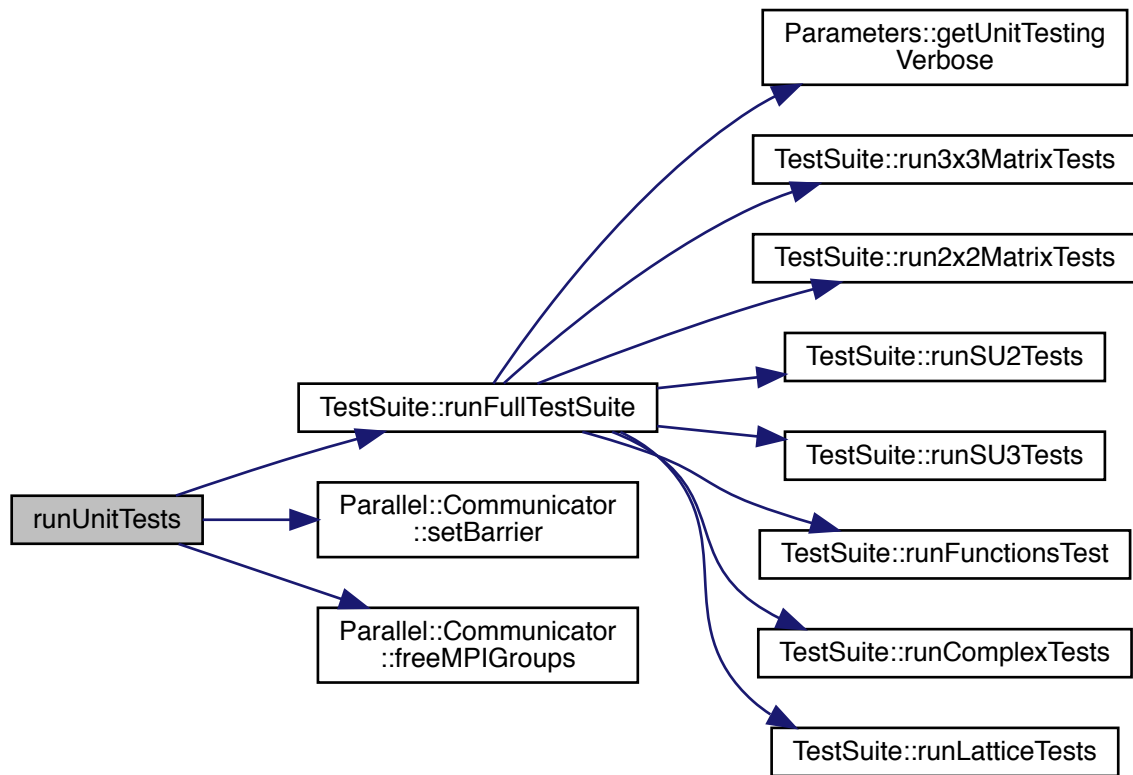 Parameters::getUnitTesting
Verbose
TestSuite::run3x3MatrixTests
TestSuite::run2x2MatrixTests
TestSuite::runSU2Tests
TestSuite::runFullTestSuite
TestSuite::runSU3Tests
runUnitTests
Parallel::Communicator
::setBarrier
TestSuite::runFunctionsTest
Parallel::Communicator
::freeMPIGroups
TestSuite::runComplexTests
TestSuite::runLatticeTests